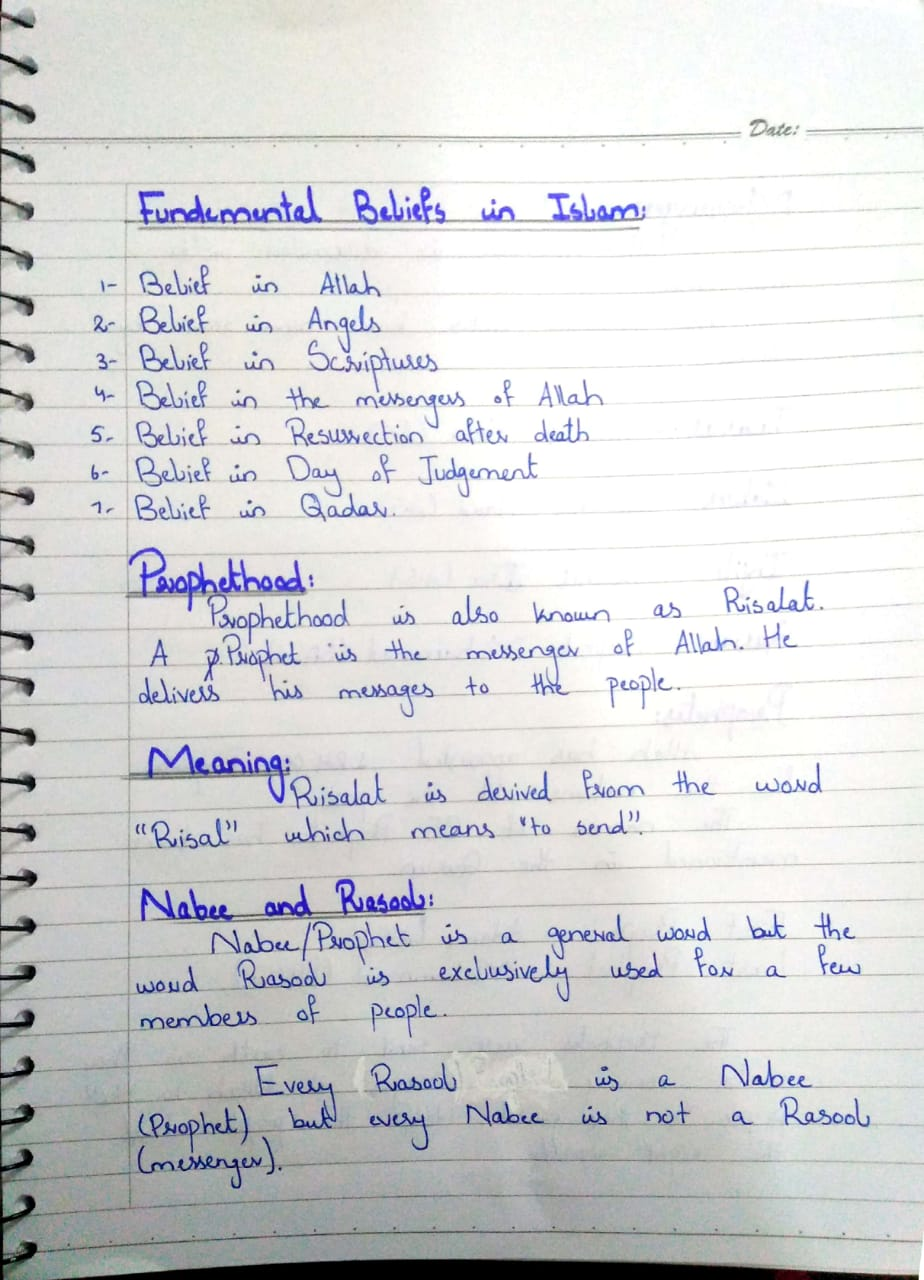 Date:
Fundemental Beliefs in Islam:
1- Belief in Allah
2- Belief in Angels
3- Belief in Scriptures
4- Belief in the messengers of Allah
5- Belief in Resurrection after death
6- Belief in Day of Judgement
7- Belief in Qadar.
Prophethood:
Prophethood is also known as Risalat.
A Prophet is the messenger of Allah. He
delivers his messages to the people.
Meaning:
Risalat is derived from the word
"Risal" which means "to send".
Nabee and Rasool:
Nabee/Prophet is a general word but the
word Rasool is exclusively used for a few
members of people.
Every Rasool is a Nabee
(Prophet) but every Nabee is not a Rasool
(messenger).